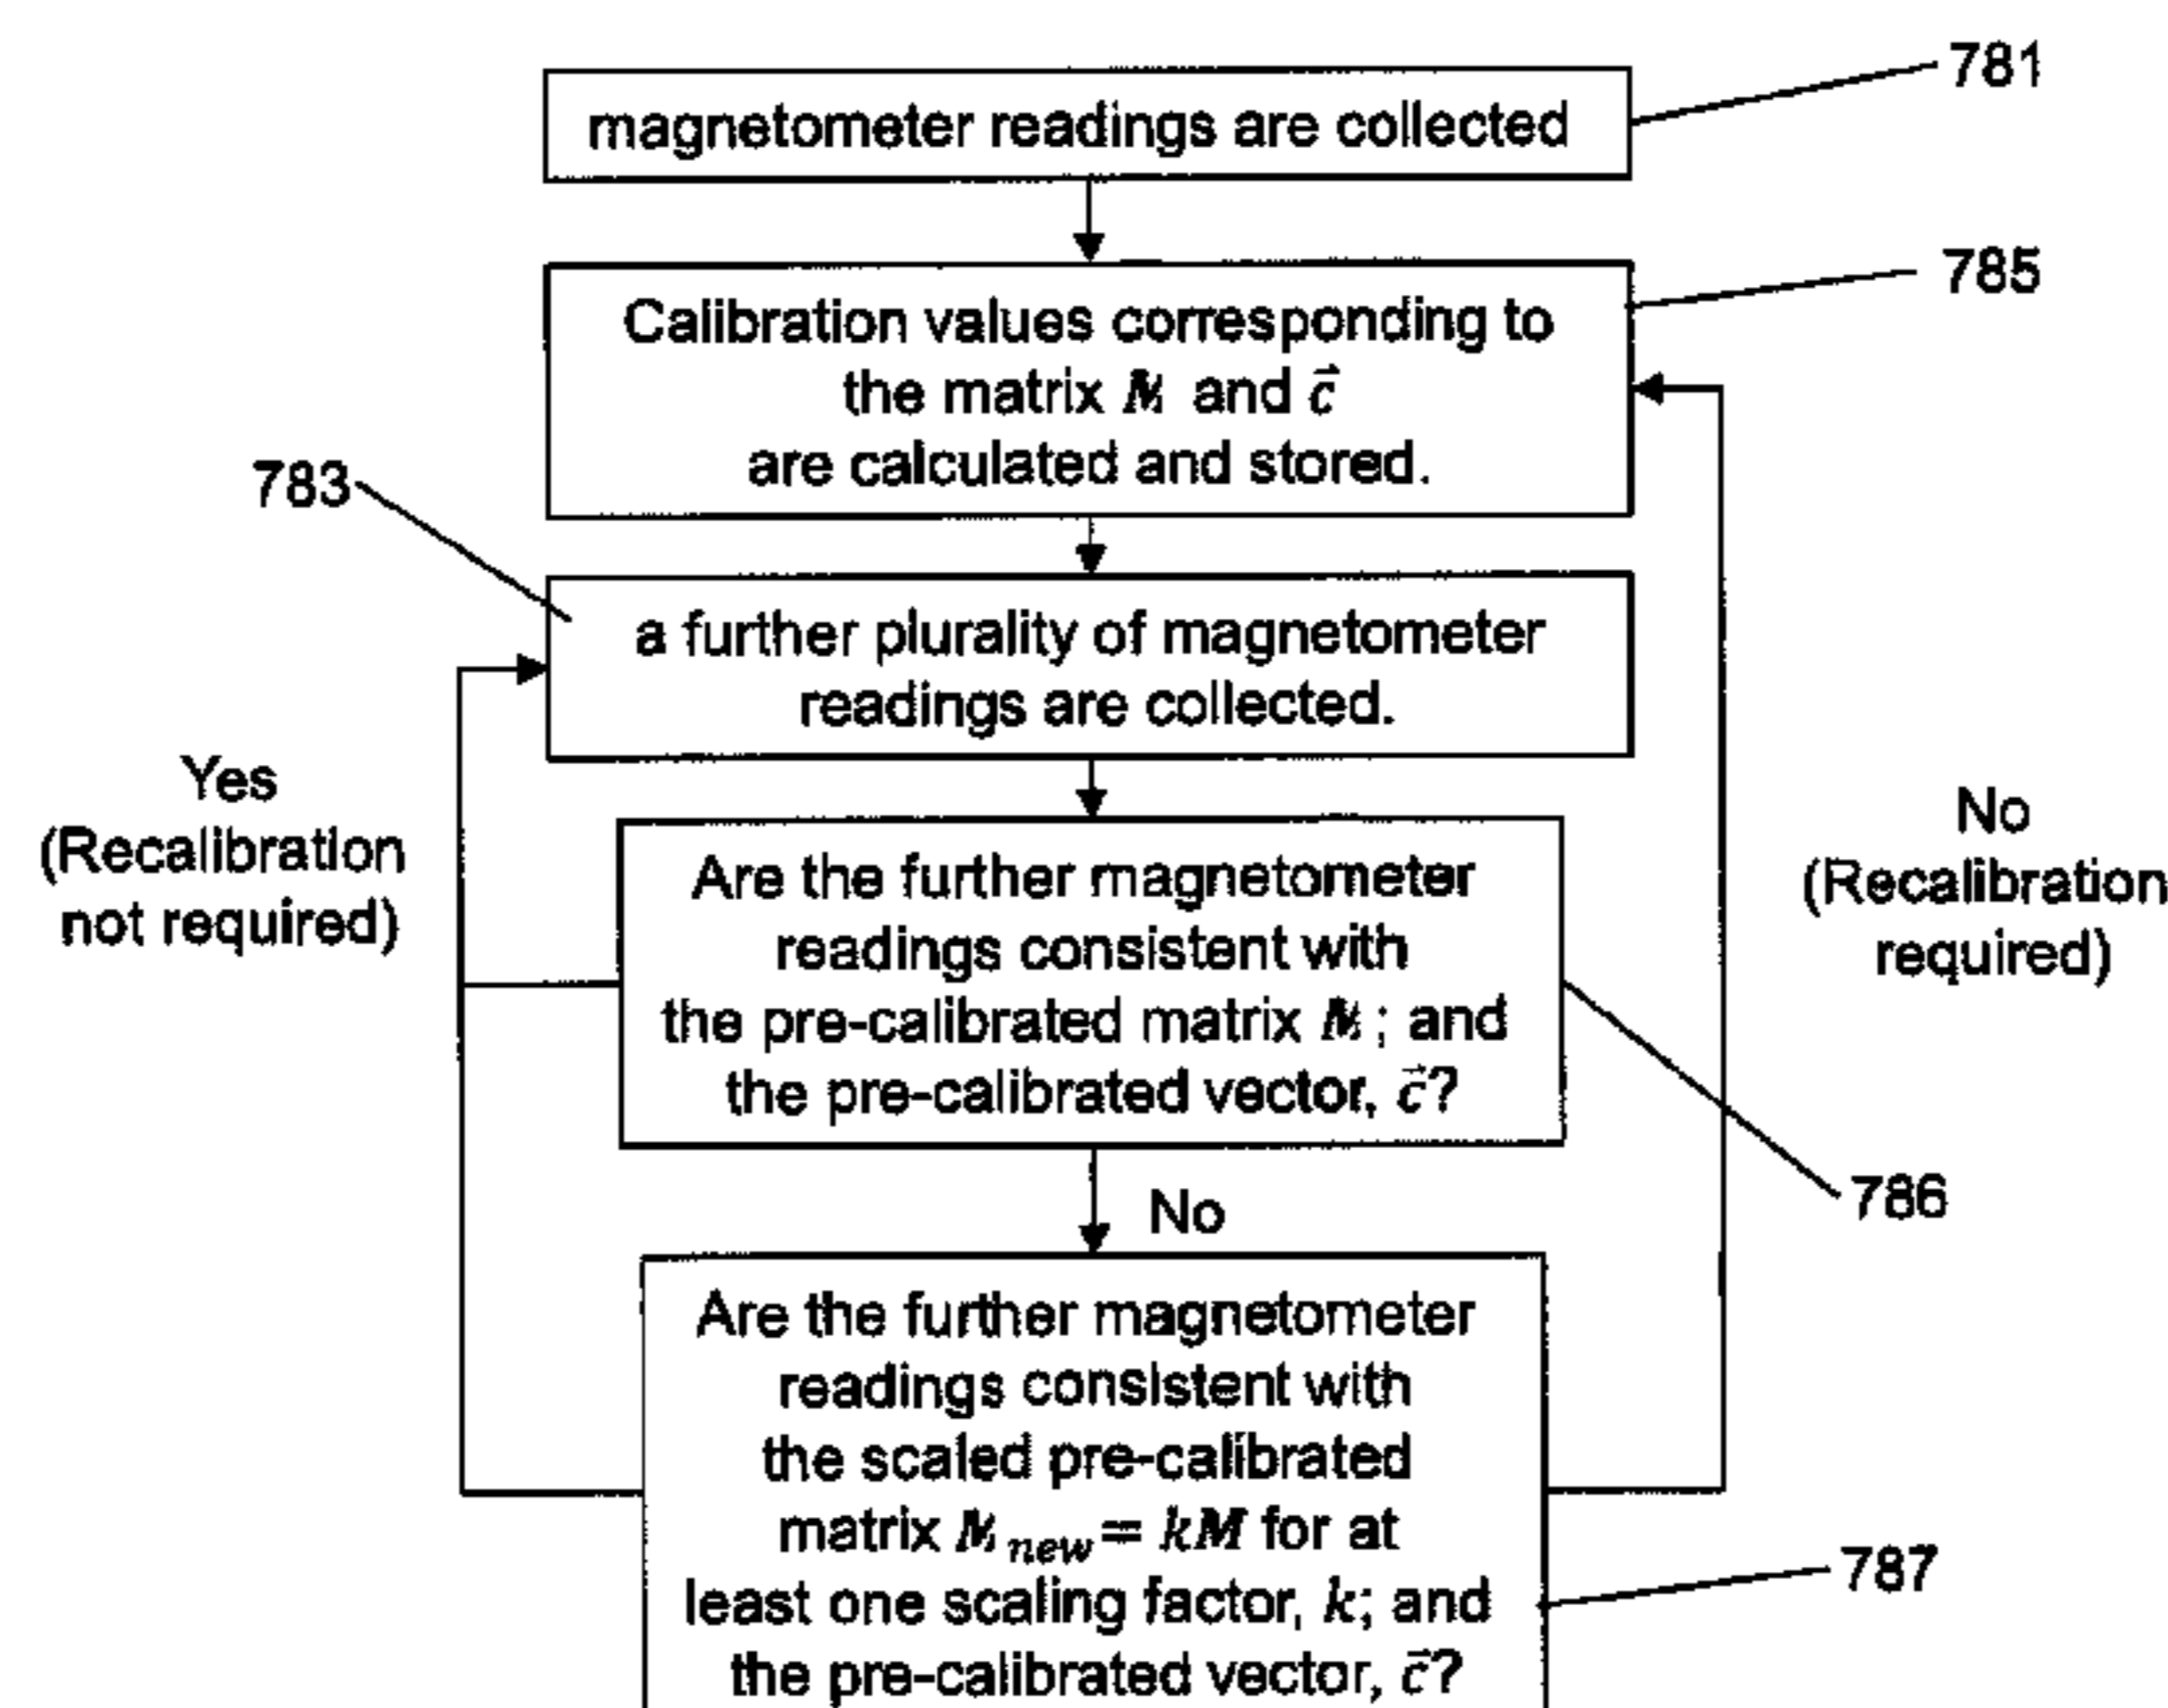 781
magnetometer readings are collected
785
Calibration values corresponding to
the matrix M and c⃗
are calculated and stored.
783
a further plurality of magnetometer
readings are collected.
Yes
(Recalibration
not required)
No
(Recalibration
required)
Are the further magnetometer
readings consistent with
the pre-calibrated matrix M ; and
the pre-calibrated vector, c⃗?
786
No
Are the further magnetometer
readings consistent with
the scaled pre-calibrated
matrix M new = kM for at
least one scaling factor, k; and
the pre-calibrated vector, c⃗?
787